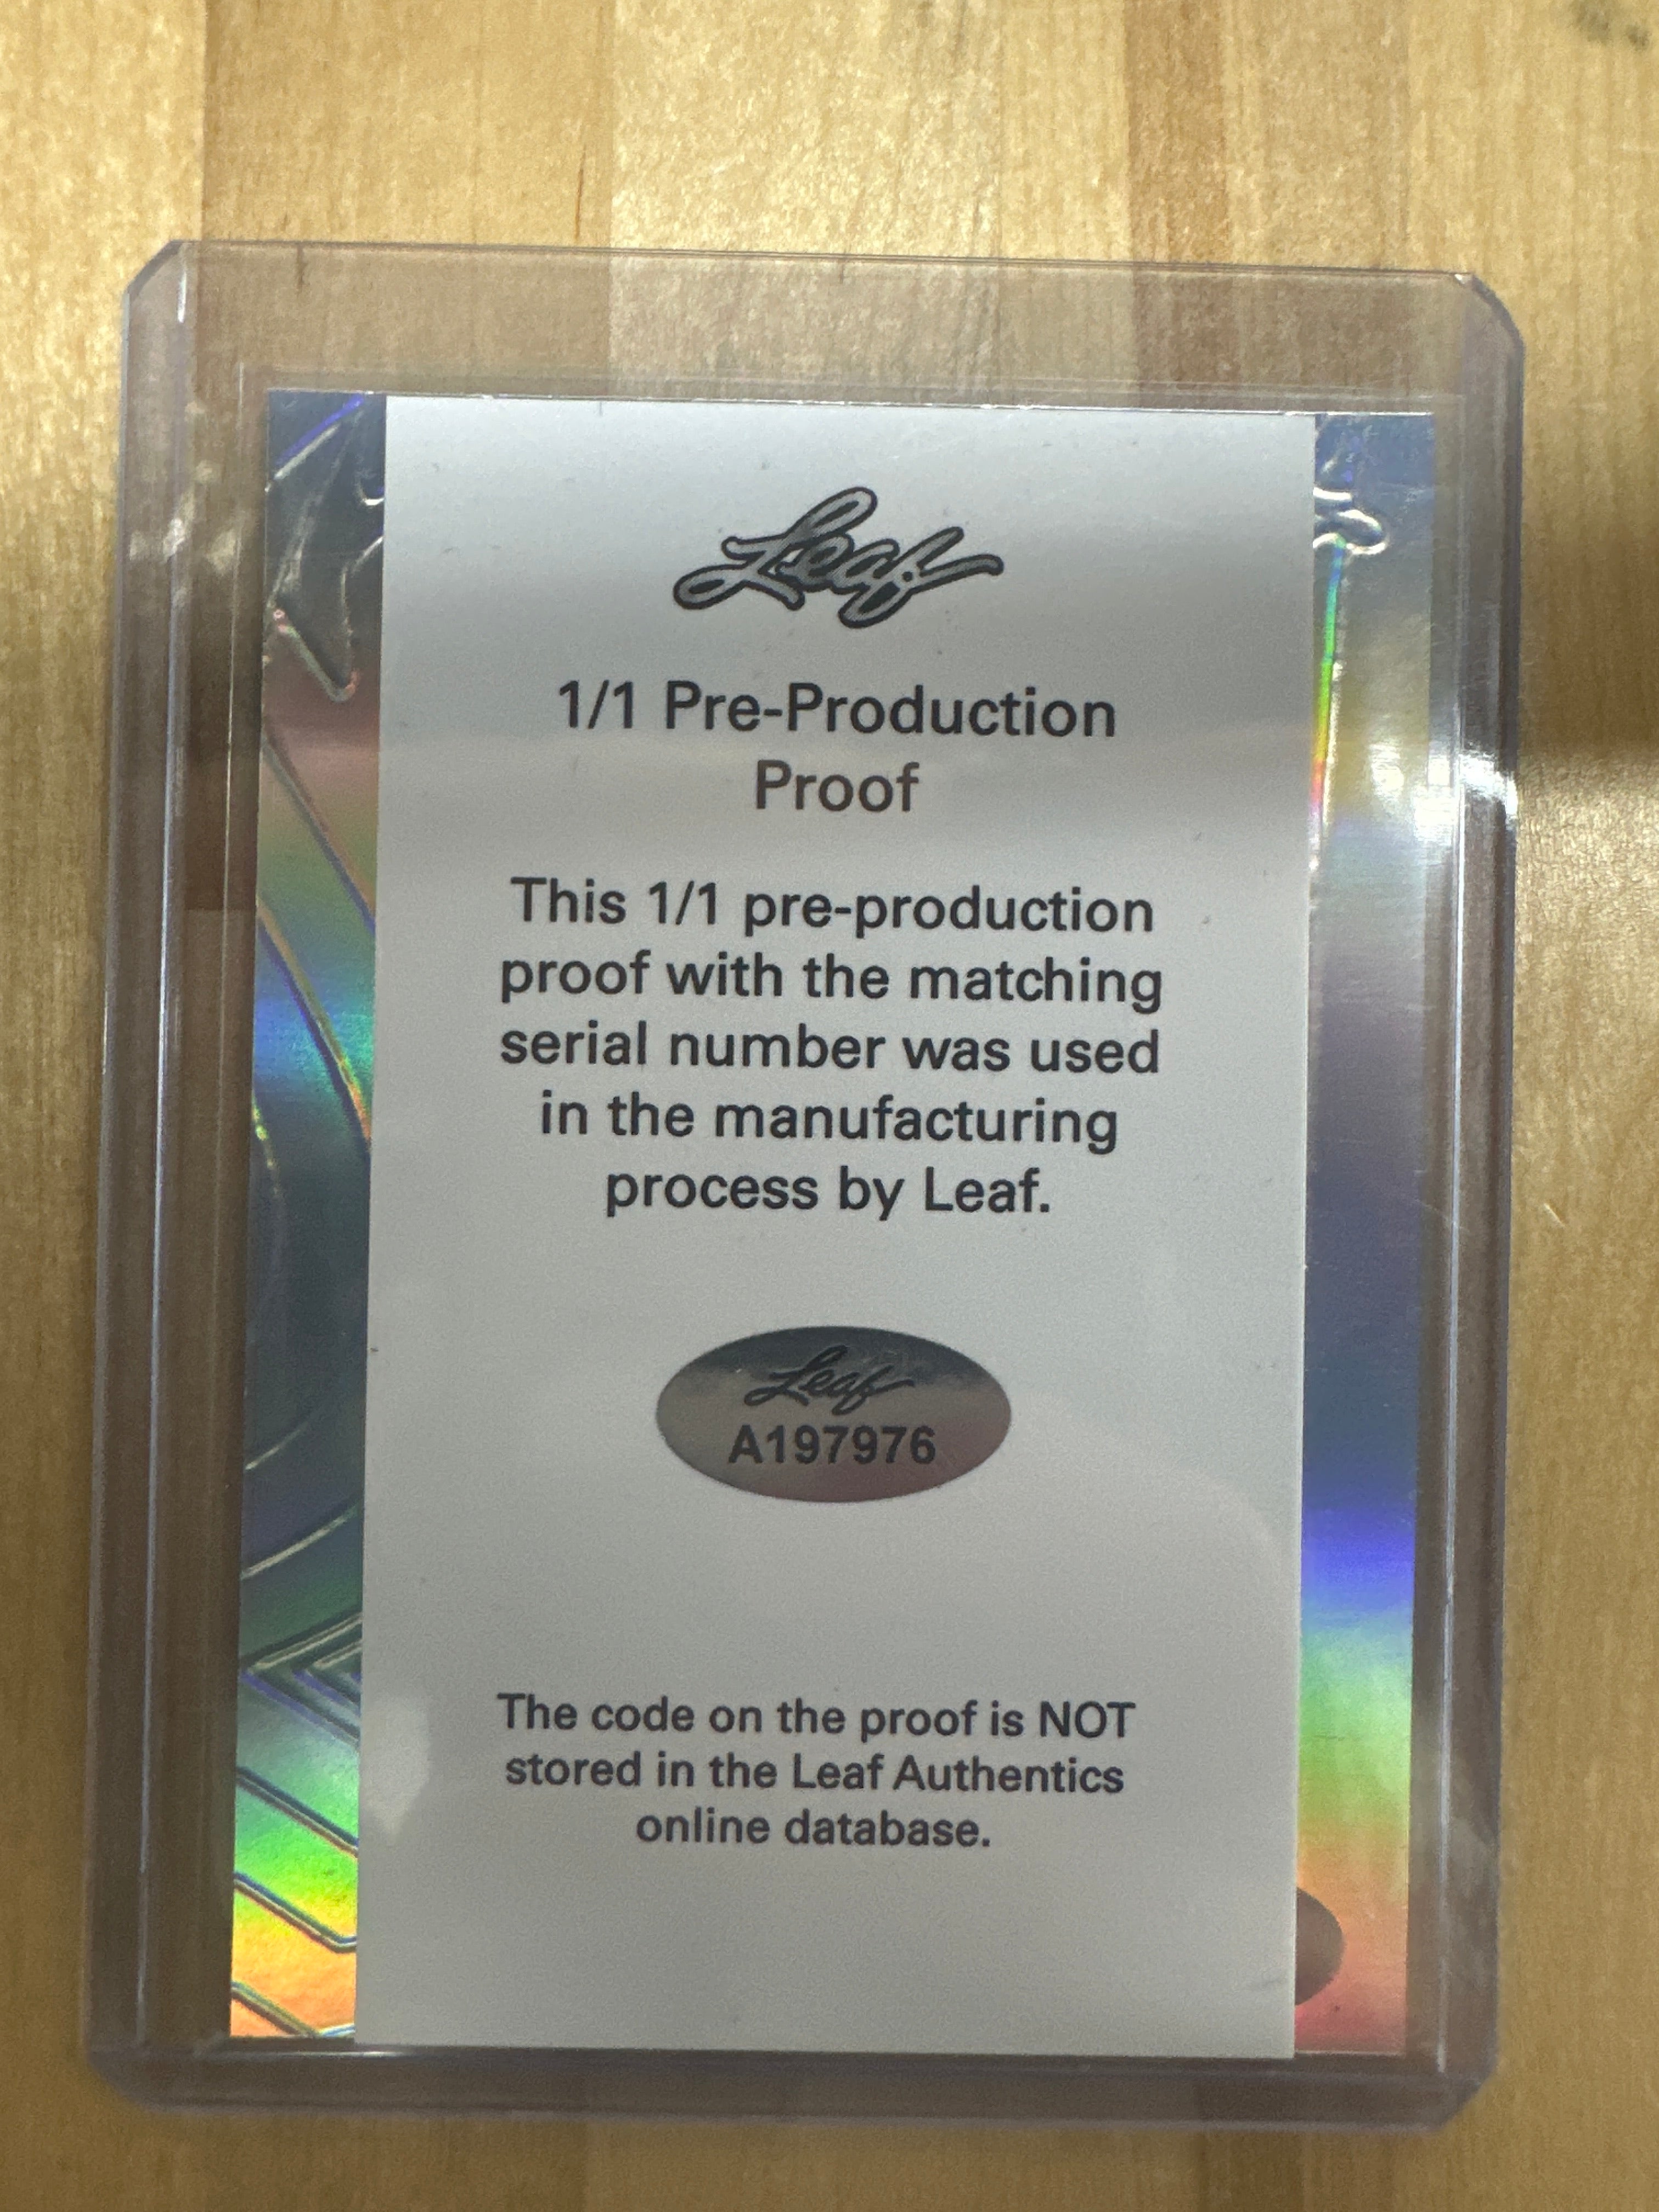 Leaf
1/1 Pre-Production
Proof
This 1/1 pre-production
proof with the matching
serial number was used
in the manufacturing
process by Leaf.
Leaf
A197976
The code on the proof is NOT
stored in the Leaf Authentics
online database.